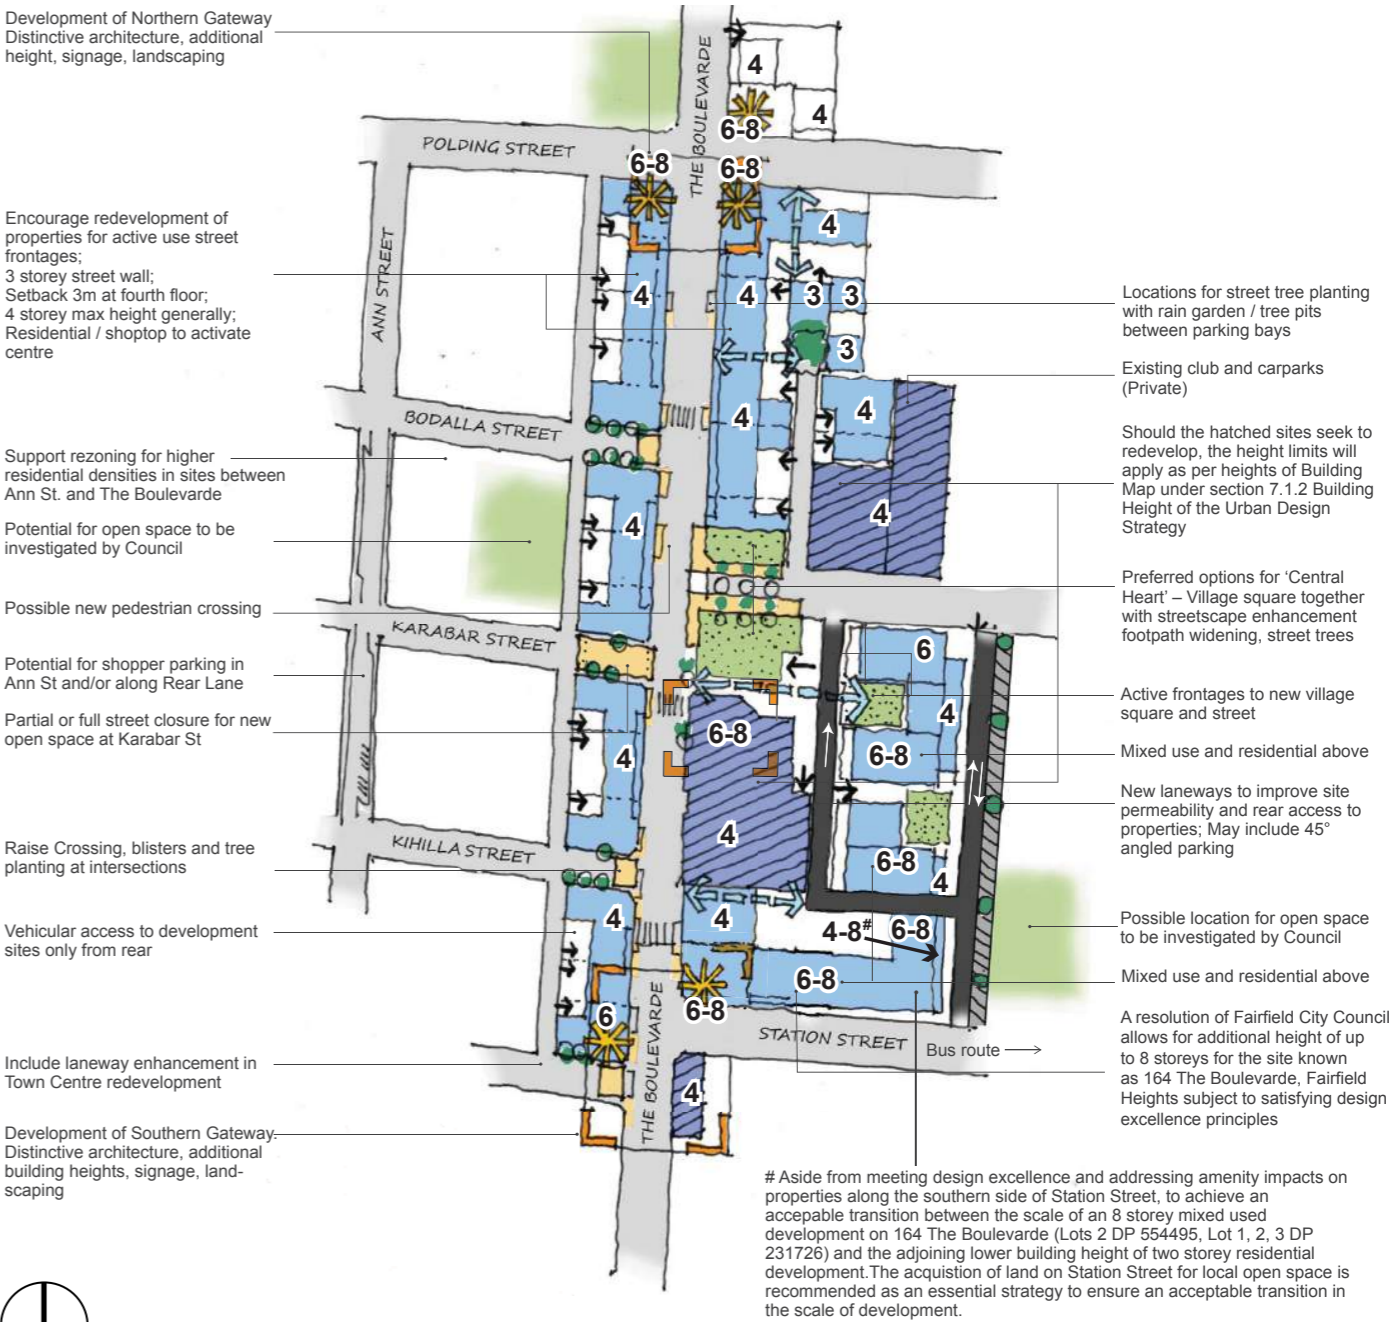 Development of Northern Gateway
Distinctive architecture, additional
height, signage, landscaping
Encourage redevelopment of
properties for active use street
frontages;
3 storey street wall;
Setback 3m at fourth floor;
4 storey max height generally;
Residential / shoptop to activate
centre
Support rezoning for higher
residential densities in sites between
Ann St. and The Boulevarde
Potential for open space to be
investigated by Council
Possible new pedestrian crossing
Potential for shopper parking in
Ann St and/or along Rear Lane
Partial or full street closure for new
open space at Karabar St
Raise Crossing, blisters and tree
planting at intersections
Vehicular access to development
sites only from rear
Include laneway enhancement in
Town Centre redevelopment
Development of Southern Gateway
Distinctive architecture, additional
building heights, signage, land-
scaping
THE BOULEVARDE
4
4
6-8
POLDING STREET
6-8
6-8
ANN STREET
4
4
4
3
3
3
BODALLA STREET
4
4
4
4
KARABAR STREET
6
4
6-8
6-8
4
KIHILLA STREET
4
6-8
4
4
4
4-8#
6-8
6-8
6
6-8
THE BOULEVARDE
STATION STREET
Bus route
4
Locations for street tree planting
with rain garden / tree pits
between parking bays
Existing club and carparks
(Private)
Should the hatched sites seek to
redevelop, the height limits will
apply as per heights of Building
Map under section 7.1.2 Building
Height of the Urban Design
Strategy
Preferred options for ‘Central
Heart’ – Village square together
with streetscape enhancement
footpath widening, street trees
Active frontages to new village
square and street
Mixed use and residential above
New laneways to improve site
permeability and rear access to
properties; May include 45°
angled parking
Possible location for open space
to be investigated by Council
Mixed use and residential above
A resolution of Fairfield City Council
allows for additional height of up
to 8 storeys for the site known
as 164 The Boulevarde, Fairfield
Heights subject to satisfying design
excellence principles
# Aside from meeting design excellence and addressing amenity impacts on
properties along the southern side of Station Street, to achieve an
accepable transition between the scale of an 8 storey mixed used
development on 164 The Boulevarde (Lots 2 DP 554495, Lot 1, 2, 3 DP
231726) and the adjoining lower building height of two storey residential
development.The acquistion of land on Station Street for local open space is
recommended as an essential strategy to ensure an acceptable transition in
the scale of development.